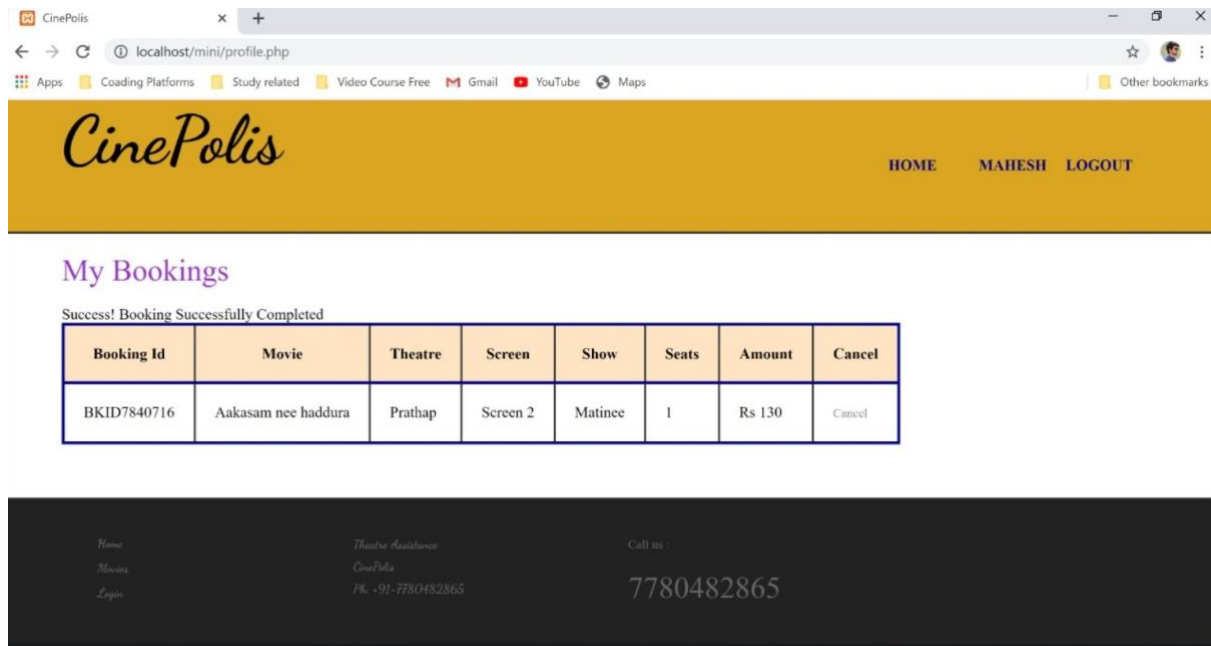 CinePolis
localhost/mini/profile.php
Apps Coading Platforms Study related Video Course Free Gmail YouTube Maps Other bookmarks
CinePolis
HOME MAHESH LOGOUT
My Bookings
Success! Booking Successfully Completed
Booking Id Movie Theatre Screen Show Seats Amount Cancel
BKID7840716 Aakasam nee haddura Prathap Screen 2 Matinee 1 Rs 130 Cancel
Home Theatre Assistance Call us :
Movies CinePolis
Login Ph: +91-7780482865 7780482865